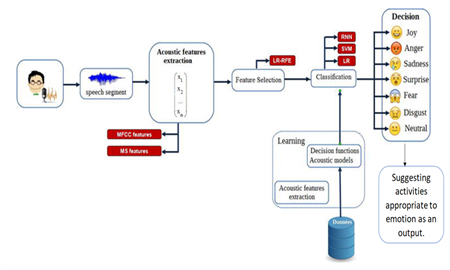 Decision
Acoustic features
extraction
x1
x2
...
xn
speech segment
MFCC features
MS features
LR-RFE
Feature Selection
RNN
SVM
LR
Classification
Joy
Anger
Sadness
Surprise
Fear
Disgust
Neutral
Learning
Decision functions
Acoustic models
Acoustic features
extraction
Données
Suggesting
activities
appropriate to
emotion as an
output.